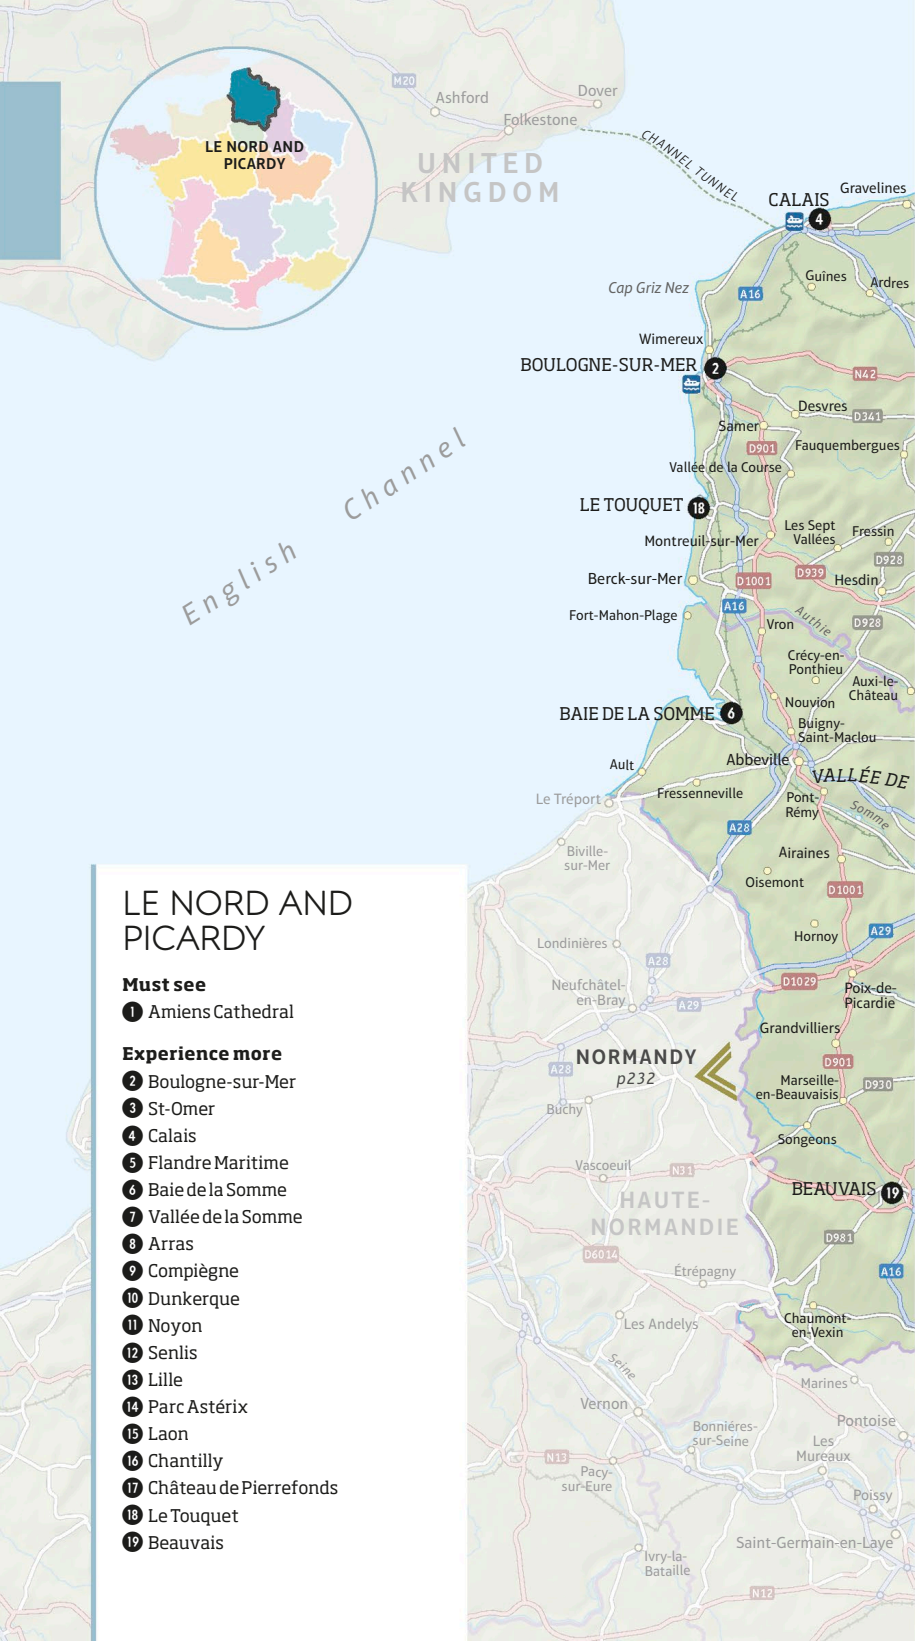 M20
Ashford
Dover
Folkestone
UNITED
KINGDOM
CHANNEL TUNNEL
LE NORD AND
PICARDY
CALAIS
4
Gravelines
Guînes
Ardres
Cap Griz Nez
A16
Wimereux
BOULOGNE-SUR-MER
2
N42
Desvres
D341
Samer
D901
Fauquembergues
Vallée de la Course
English Channel
LE TOUQUET
18
Les Sept
Vallées
Fressin
Montreuil-sur-Mer
D928
Berck-sur-Mer
D1001
D939
Hesdin
A16
Fort-Mahon-Plage
Authie
D928
Vron
Crécy-en-
Ponthieu
Auxi-le-
Château
Nouvion
BAIE DE LA SOMME
6
Buigny-
Saint-Maclou
Ault
Abbeville
VALLÉE DE
Le Tréport
Fressenneville
Pont-
Rémy
Somme
A28
Biville-
sur-Mer
Airaines
Oisemont
D1001
Hornoy
A29
Londinières
A28
Neufchâtel-
en-Bray
A29
D1029
Poix-de-
Picardie
Grandvilliers
NORMANDY
p232
A28
D901
Marseille-
en-Beauvaisis
D930
Buchy
Songeons
Vascoeuil
N31
BEAUVAIS
19
HAUTE-
NORMANDIE
D981
D6014
Étrépagny
A16
Les Andelys
Chaumont-
en-Vexin
Seine
Marines
Vernon
Bonniéres-
sur-Seine
Pontoise
Les
Mureaux
N13
Pacy-
sur-Eure
Poissy
Saint-Germain-en-Laye
Ivry-la-
Bataille
N12
LE NORD AND
PICARDY
Must see
1 Amiens Cathedral
Experience more
2 Boulogne-sur-Mer
3 St-Omer
4 Calais
5 Flandre Maritime
6 Baie de la Somme
7 Vallée de la Somme
8 Arras
9 Compiègne
10 Dunkerque
11 Noyon
12 Senlis
13 Lille
14 Parc Astérix
15 Laon
16 Chantilly
17 Château de Pierrefonds
18 Le Touquet
19 Beauvais